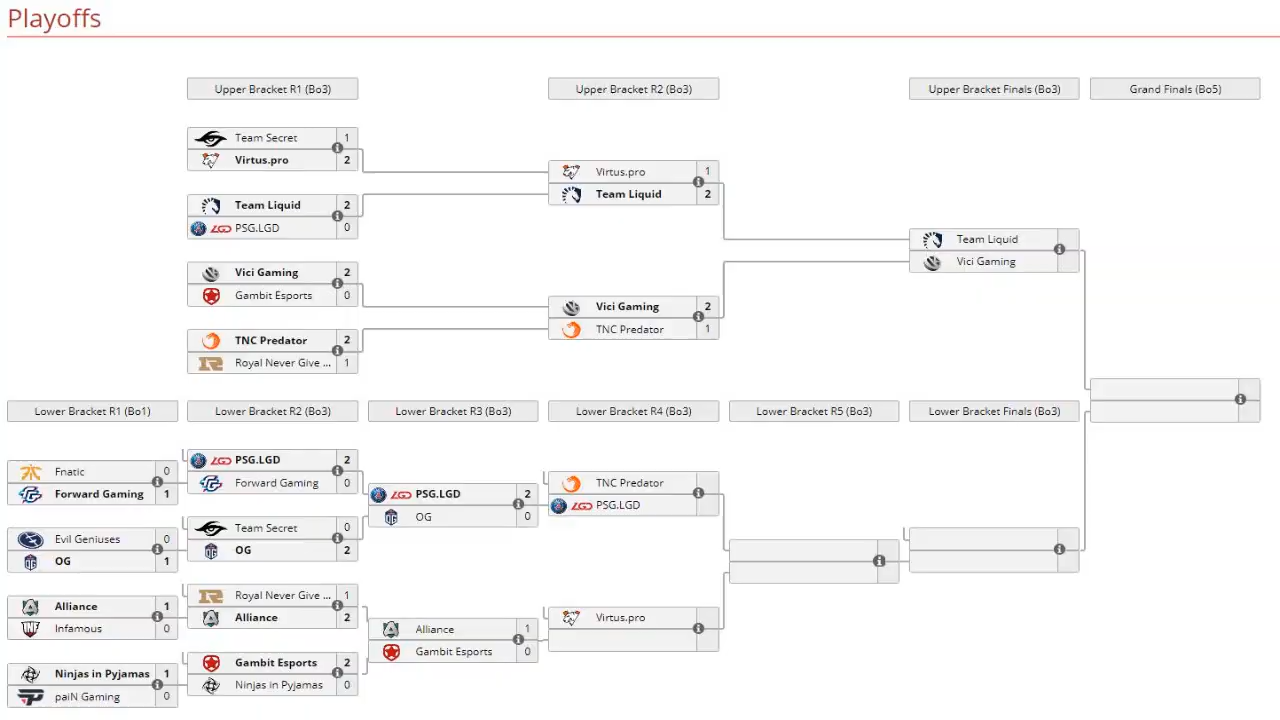 Playoffs
Upper Bracket R1 (Bo3)
Upper Bracket R2 (Bo3)
Upper Bracket Finals (Bo3)
Grand Finals (Bo5)
Team Secret 1
Virtus.pro 2
Team Liquid 2
LGD PSG.LGD 0
Vici Gaming 2
Gambit Esports 0
TNC Predator 2
Royal Never Give ... 1
Virtus.pro 1
Team Liquid 2
Vici Gaming 2
TNC Predator 1
Team Liquid
Vici Gaming
Lower Bracket R1 (Bo1)
Lower Bracket R2 (Bo3)
Lower Bracket R3 (Bo3)
Lower Bracket R4 (Bo3)
Lower Bracket R5 (Bo3)
Lower Bracket Finals (Bo3)
Fnatic 0
Forward Gaming 1
Evil Geniuses 0
OG 1
Alliance 1
Infamous 0
Ninjas in Pyjamas 1
paiN Gaming 0
LGD PSG.LGD 2
Forward Gaming 0
Team Secret 0
OG 2
Royal Never Give ... 1
Alliance 2
Gambit Esports 2
Ninjas in Pyjamas 0
LGD PSG.LGD 2
OG 0
Alliance 1
Gambit Esports 0
TNC Predator
LGD PSG.LGD
Virtus.pro